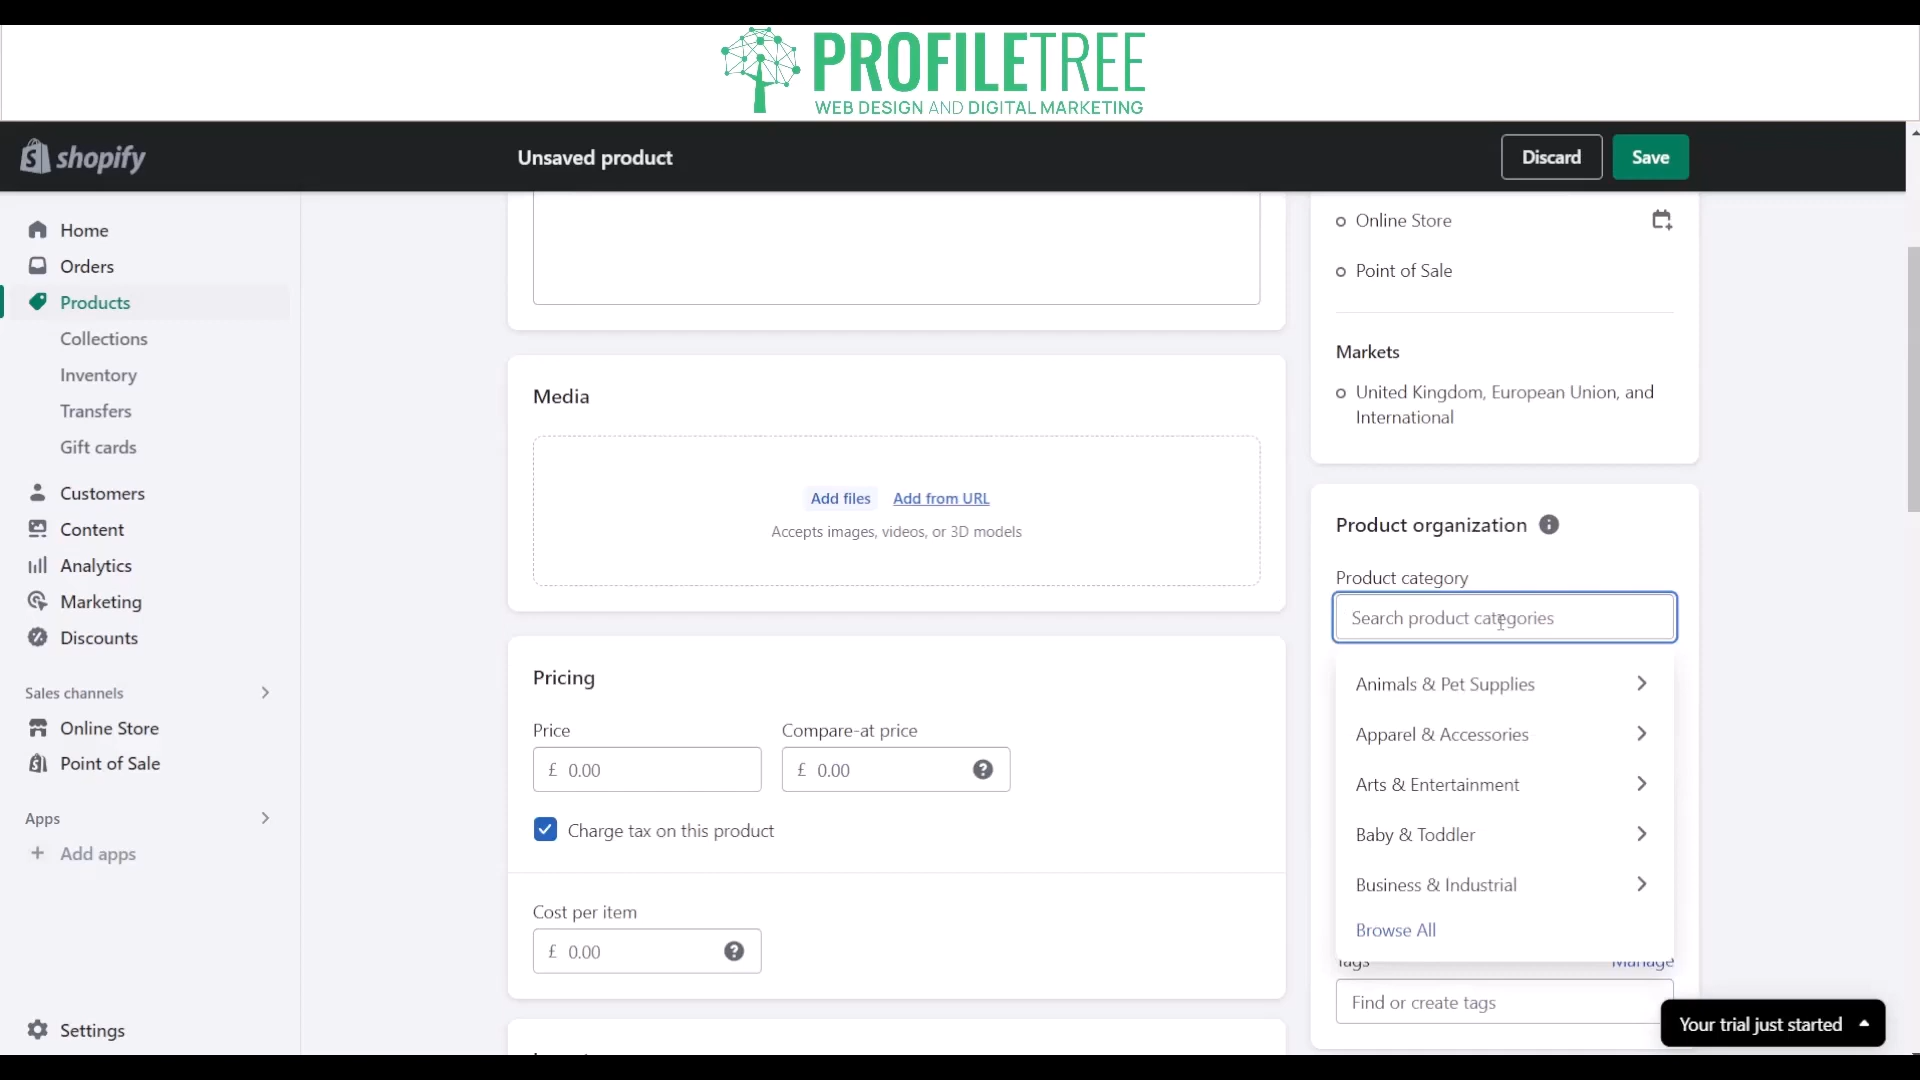 PROFILETREE
WEB DESIGN AND DIGITAL MARKETING
shopify
Unsaved product
Discard
Save
Home
Orders
Products
Collections
Inventory
Transfers
Gift cards
Customers
Content
Analytics
Marketing
Discounts
Sales channels
Online Store
Point of Sale
Apps
Add apps
Settings
Media
Add files Add from URL
Accepts images, videos, or 3D models
Pricing
Price Compare-at price
£ 0.00 £ 0.00
Charge tax on this product
Cost per item
£ 0.00
Online Store
Point of Sale
Markets
United Kingdom, European Union, and
International
Product organization
Product category
Search product categories
Animals & Pet Supplies
Apparel & Accessories
Arts & Entertainment
Baby & Toddler
Business & Industrial
Browse All
Tags Manage
Find or create tags
Your trial just started